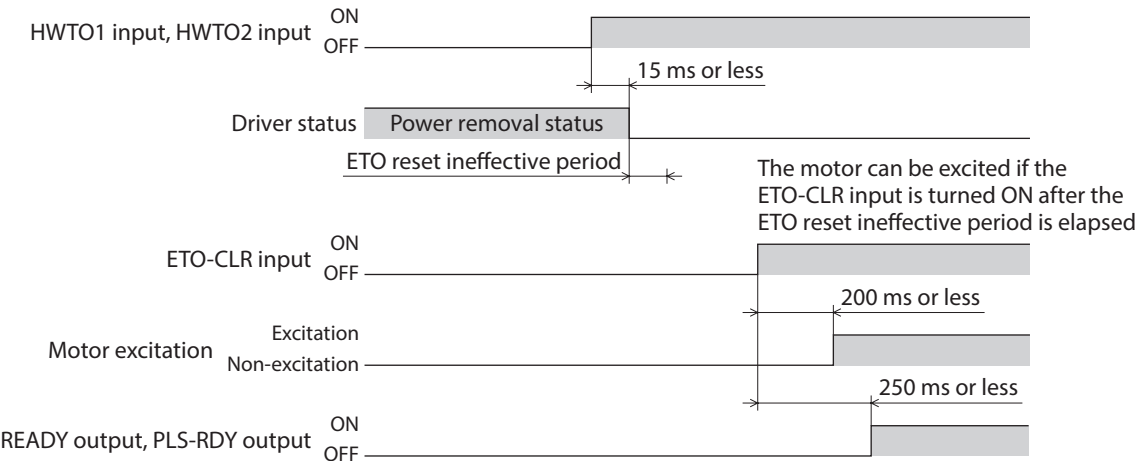 HWTO1 input, HWTO2 input
ON
OFF
15 ms or less
Driver status
Power removal status
ETO reset ineffective period
The motor can be excited if the
ETO-CLR input is turned ON after the
ETO reset ineffective period is elapsed
ETO-CLR input
ON
OFF
200 ms or less
Motor excitation
Excitation
Non-excitation
250 ms or less
READY output, PLS-RDY output
ON
OFF